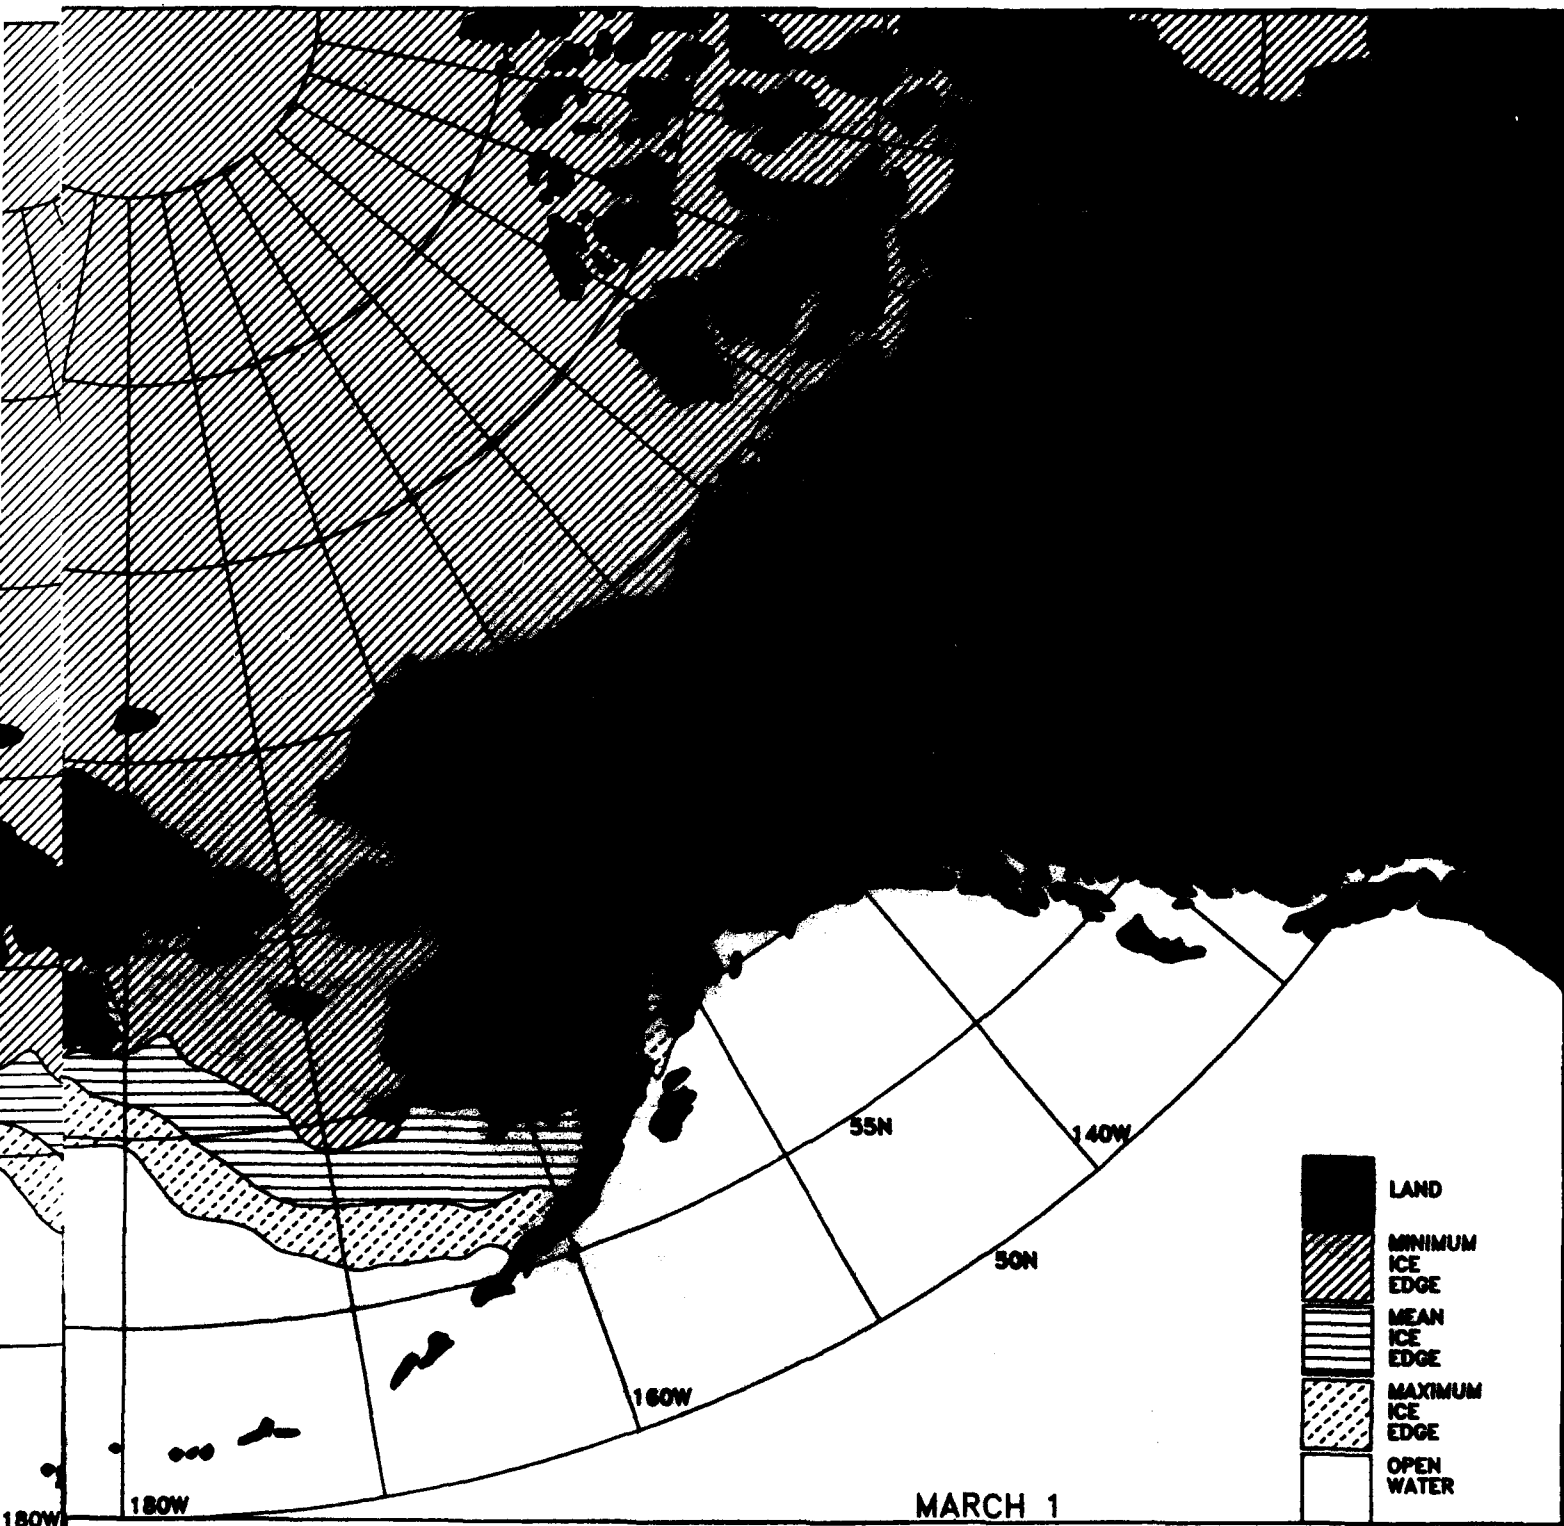 55N
140W
50N
160W
180W
180W
MARCH 1
LAND
MINIMUM
ICE
EDGE
MEAN
ICE
EDGE
MAXIMUM
ICE
EDGE
OPEN
WATER